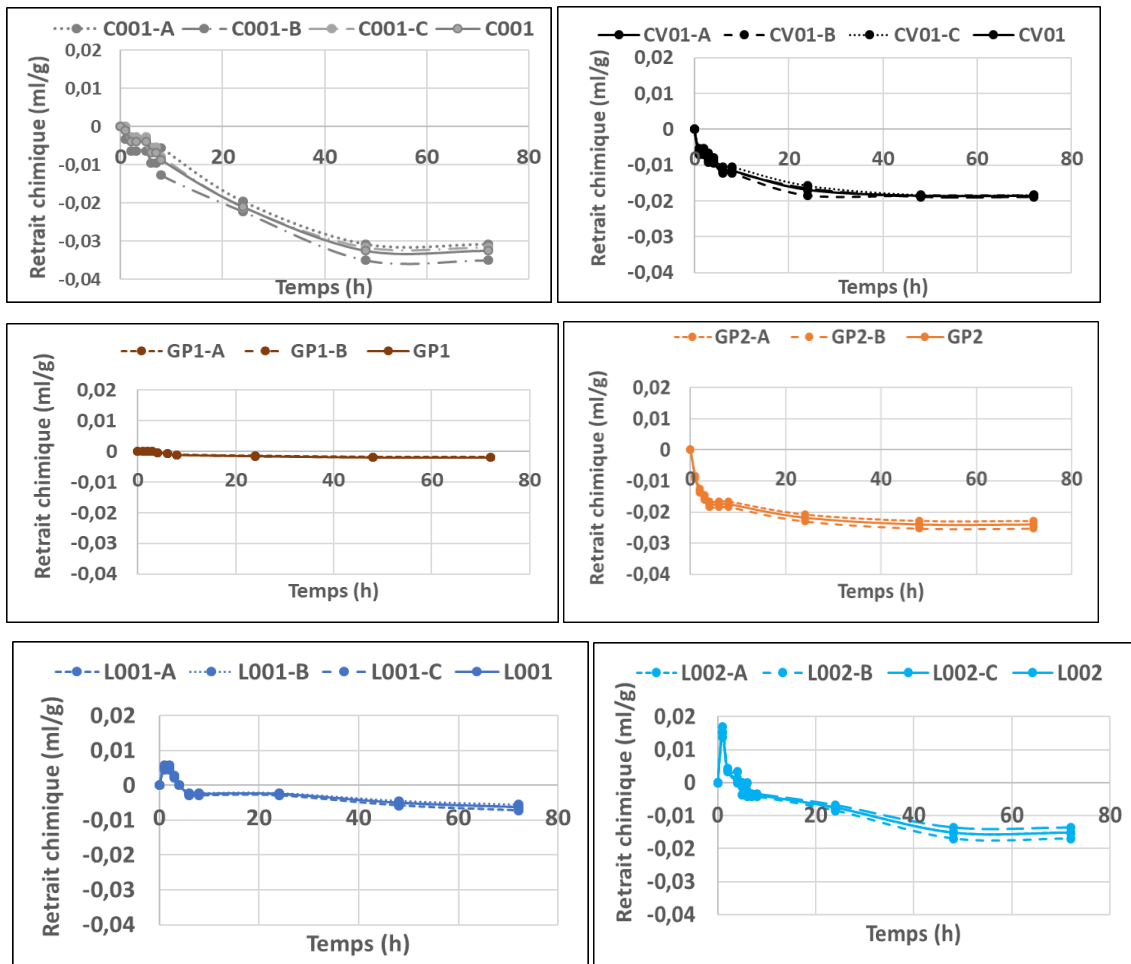 C001-A C001-B C001-C C001
0,02
0,01
0
-0,01
-0,02
-0,03
-0,04
0 20 40 60 80
Retrait chimique (ml/g)
Temps (h)
CV01-A CV01-B CV01-C CV01
0,02
0,01
0
-0,01
-0,02
-0,03
-0,04
0 20 40 60 80
Retrait chimique (ml/g)
Temps (h)
GP1-A GP1-B GP1
0,02
0,01
0
-0,01
-0,02
-0,03
-0,04
0 20 40 60 80
Retrait chimique (ml/g)
Temps (h)
GP2-A GP2-B GP2
0,02
0,01
0
-0,01
-0,02
-0,03
-0,04
0 20 40 60 80
Retrait chimique (ml/g)
Temps (h)
L001-A L001-B L001-C L001
0,02
0,01
0
-0,01
-0,02
-0,03
-0,04
0 20 40 60 80
Retrait chimique (ml/g)
Temps (h)
L002-A L002-B L002-C L002
0,02
0,01
0
-0,01
-0,02
-0,03
-0,04
0 20 40 60 80
Retrait chimique (ml/g)
Temps (h)